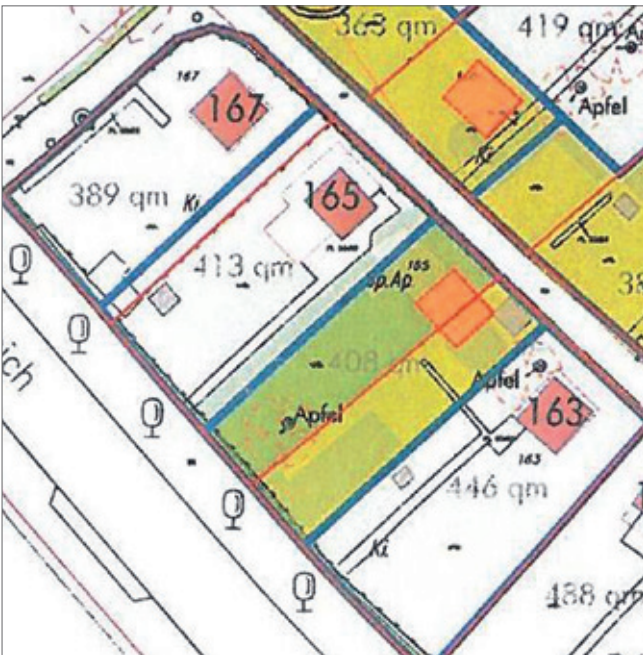 363 qm
419 qm
Apfel
167
167
389 qm
Ki
165
413 qm
Sp.Ap.
165
408 qm
Apfel
Apfel
163
163
446 qm
Ki
488 qm
ich